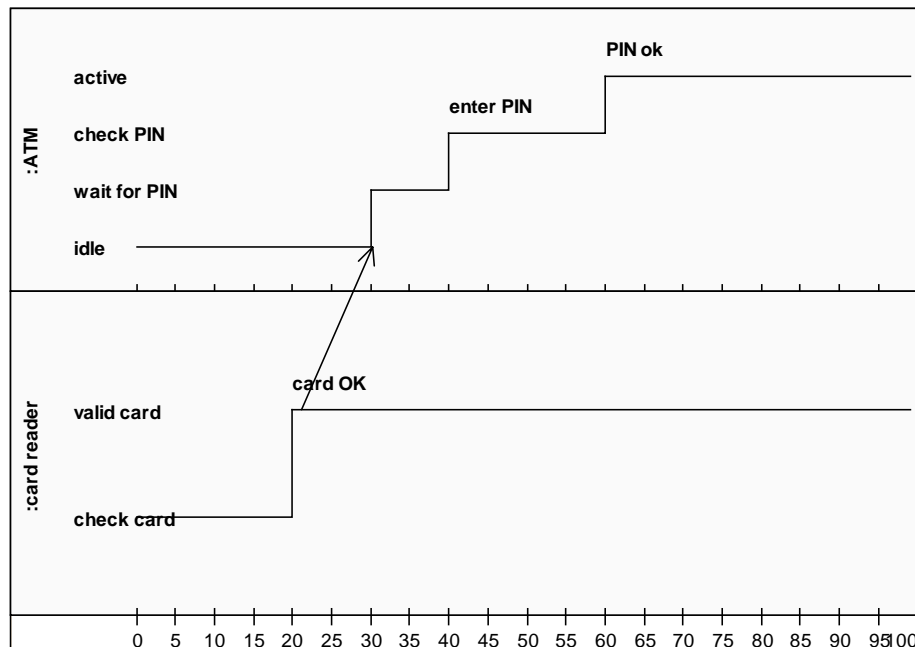 PIN ok
active
enter PIN
check PIN
:ATM
wait for PIN
idle
card OK
valid card
:card reader
check card
0 5 10 15 20 25 30 35 40 45 50 55 60 65 70 75 80 85 90 95 100